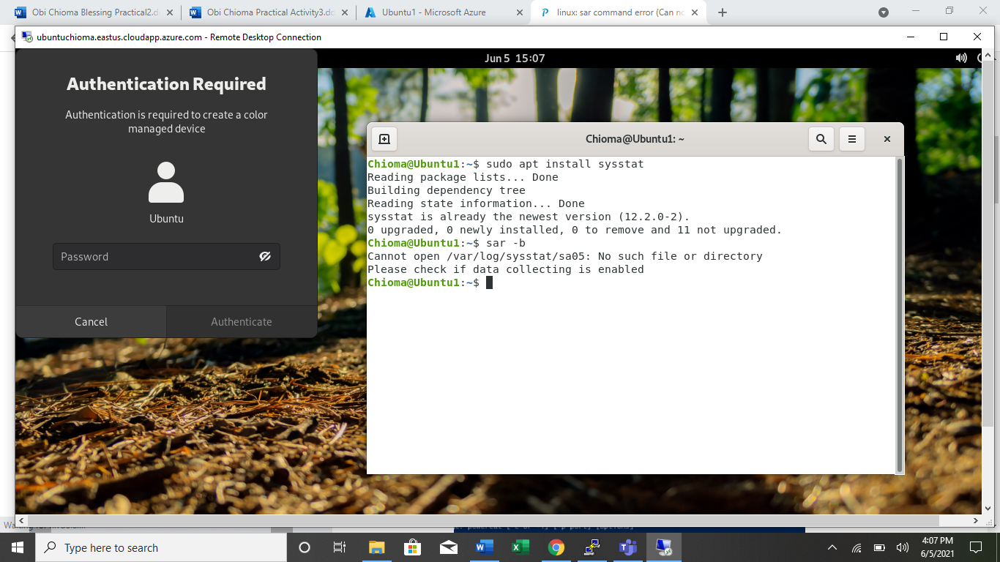 Obi Chioma Blessing Practical2.d
Obi Chioma Practical Activity3.do
Ubuntu1 - Microsoft Azure
linux: sar command error (Can no
ubuntuchioma.eastus.cloudapp.azure.com - Remote Desktop Connection
Jun 5 15:07
Authentication Required
Authentication is required to create a color
managed device
Ubuntu
Password
Cancel
Authenticate
Chioma@Ubuntu1: ~
Chioma@Ubuntu1:~$ sudo apt install sysstat
Reading package lists... Done
Building dependency tree
Reading state information... Done
sysstat is already the newest version (12.2.0-2).
0 upgraded, 0 newly installed, 0 to remove and 11 not upgraded.
Chioma@Ubuntu1:~$ sar -b
Cannot open /var/log/sysstat/sa05: No such file or directory
Please check if data collecting is enabled
Chioma@Ubuntu1:~$
Type here to search
4:07 PM
6/5/2021